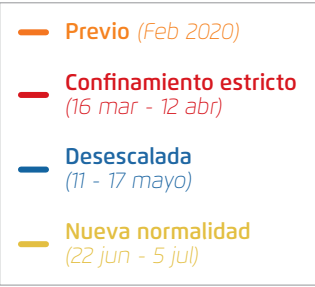 Previo (Feb 2020)
Confinamiento estricto
(16 mar - 12 abr)
Desescalada
(11 - 17 mayo)
Nueva normalidad
(22 jun - 5 jul)